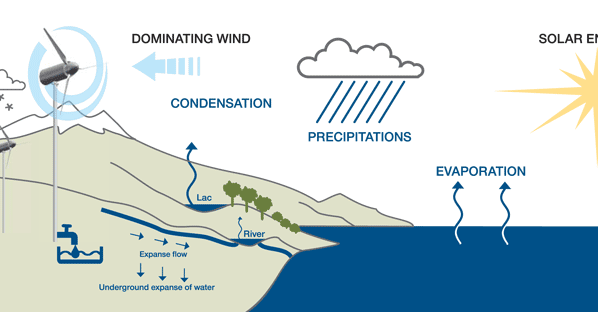 DOMINATING WIND
SOLAR EN
CONDENSATION
PRECIPITATIONS
EVAPORATION
Lac
River
Expanse flow
Underground expanse of water